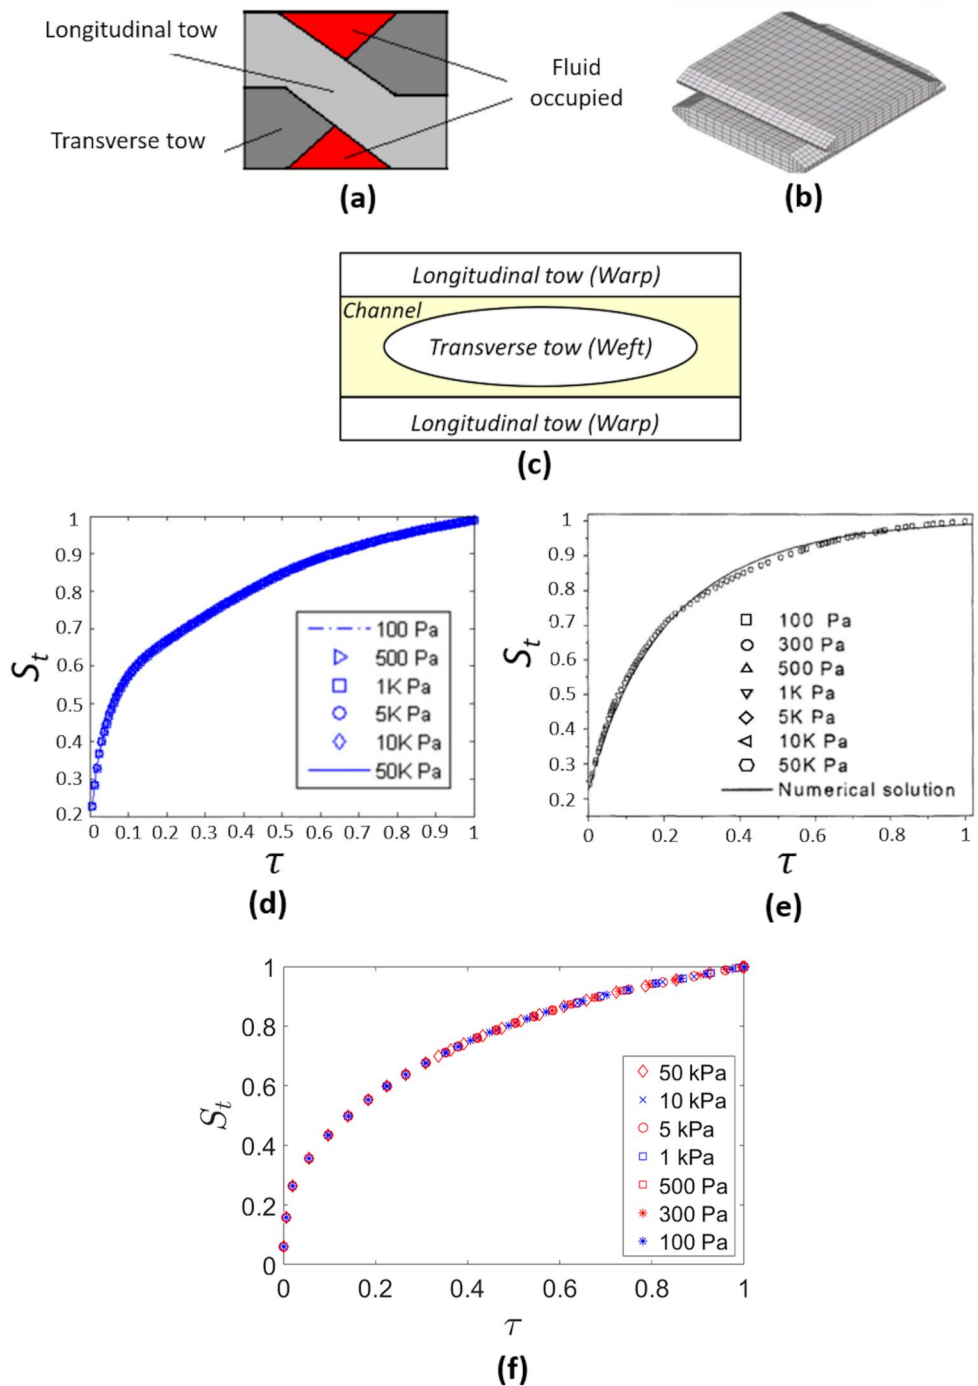 Longitudinal tow
Fluid
occupied
Transverse tow
(a)
(b)
Longitudinal tow (Warp)
Channel
Transverse tow (Weft)
Longitudinal tow (Warp)
(c)
1
0.9
0.8
0.7
0.6
0.5
0.4
0.3
0.2
S_t
0 0.1 0.2 0.3 0.4 0.5 0.6 0.7 0.8 0.9 1
τ
100 Pa
500 Pa
1K Pa
5K Pa
10K Pa
50K Pa
(d)
1
0.9
0.8
0.7
0.6
0.5
0.4
0.3
0.2
S_t
0 0.2 0.4 0.6 0.8 1
τ
100 Pa
300 Pa
500 Pa
1K Pa
5K Pa
10K Pa
50K Pa
Numerical solution
(e)
1
0.8
0.6
0.4
0.2
0
S_t
0 0.2 0.4 0.6 0.8 1
τ
50 kPa
10 kPa
5 kPa
1 kPa
500 Pa
300 Pa
100 Pa
(f)